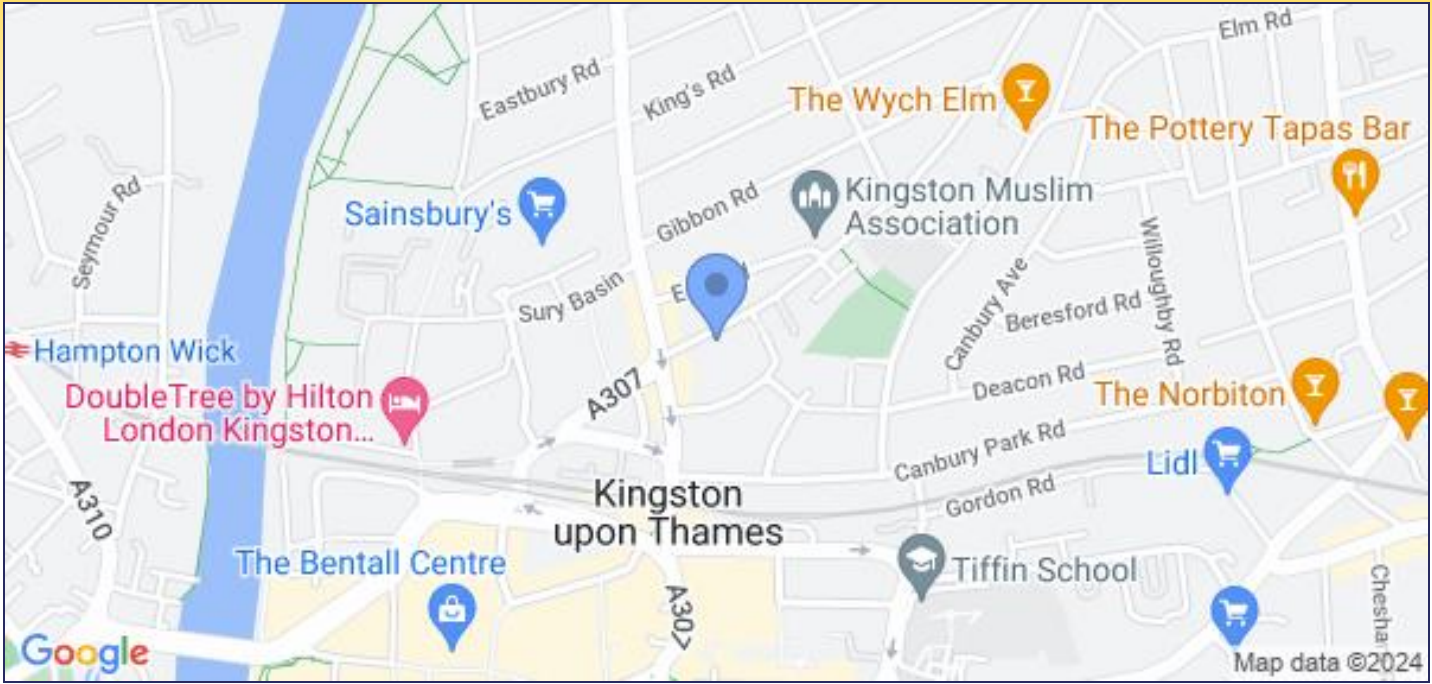 Elm Rd
Eastbury Rd
King's Rd
The Wych Elm
The Pottery Tapas Bar
Seymour Rd
Sainsbury's
Gibbon Rd
Kingston Muslim
Association
Willoughby Rd
Sury Basin
Canbury Ave
Beresford Rd
Hampton Wick
DoubleTree by Hilton
London Kingston...
A307
Deacon Rd
The Norbiton
Canbury Park Rd
Lidl
Gordon Rd
A310
Kingston
upon Thames
The Bentall Centre
Tiffin School
Google
Map data ©2024